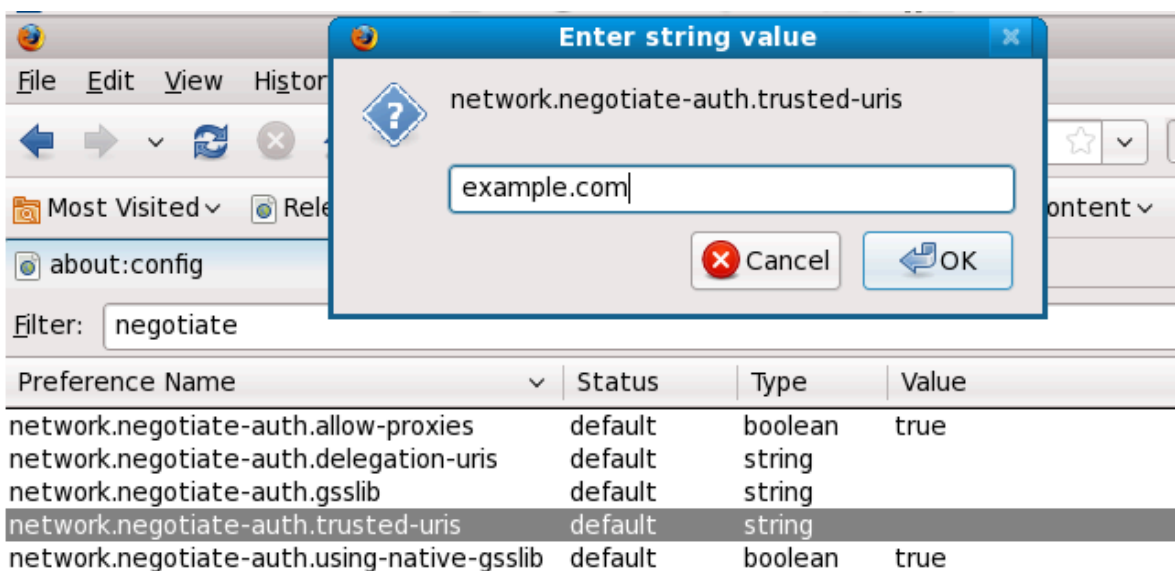 Enter string value
File Edit View Histor
network.negotiate-auth.trusted-uris
example.com
Most Visited Rele ontent
Cancel OK
about:config
Filter: negotiate
Preference Name Status Type Value
network.negotiate-auth.allow-proxies default boolean true
network.negotiate-auth.delegation-uris default string
network.negotiate-auth.gsslib default string
network.negotiate-auth.trusted-uris default string
network.negotiate-auth.using-native-gsslib default boolean true